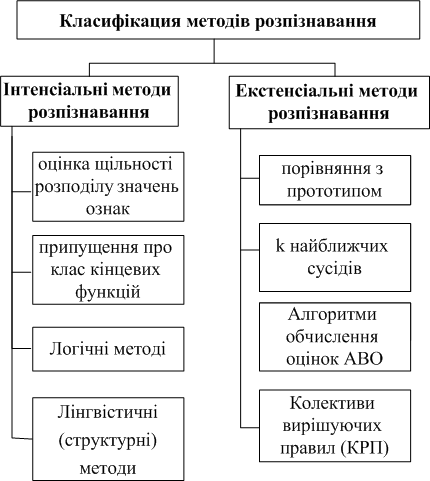 Класифікация методів розпізнавання
Інтенсіальні методи
розпізнавання
оцінка щільності
розподілу значень
ознак
припущення про
клас кінцевих
функцій
Логічні методі
Лінгвістичні
(структурні)
методи
Екстенсіальні методи
розпізнавання
порівняння з
прототипом
k найближчих
сусідів
Алгоритми
обчислення
оцінок АВО
Колективи
вирішуючих
правил (КРП)